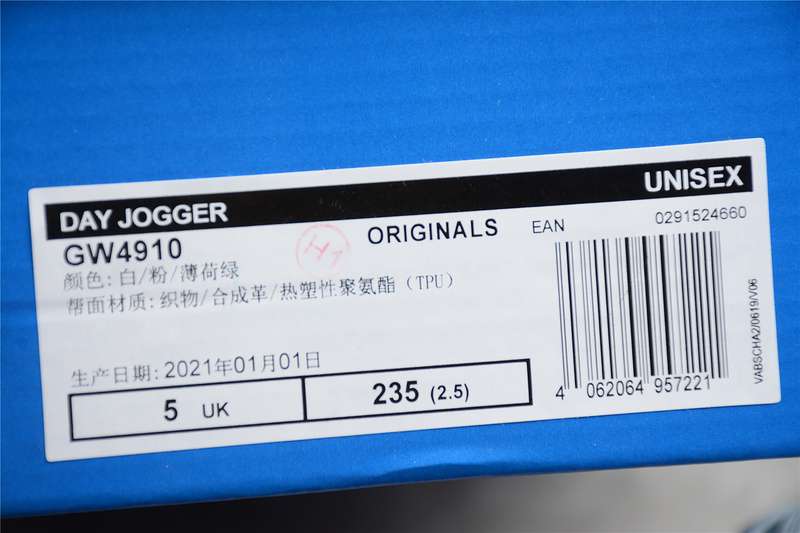 DAY JOGGER
UNISEX
GW4910
ORIGINALS
EAN
0291524660
H1
颜色: 白/粉/薄荷绿
帮面材质: 织物/合成革/热塑性聚氨酯 (TPU)
生产日期: 2021年01月01日
5 UK
235 (2.5)
4 062064 957221
VABSCHA2/0619/V06